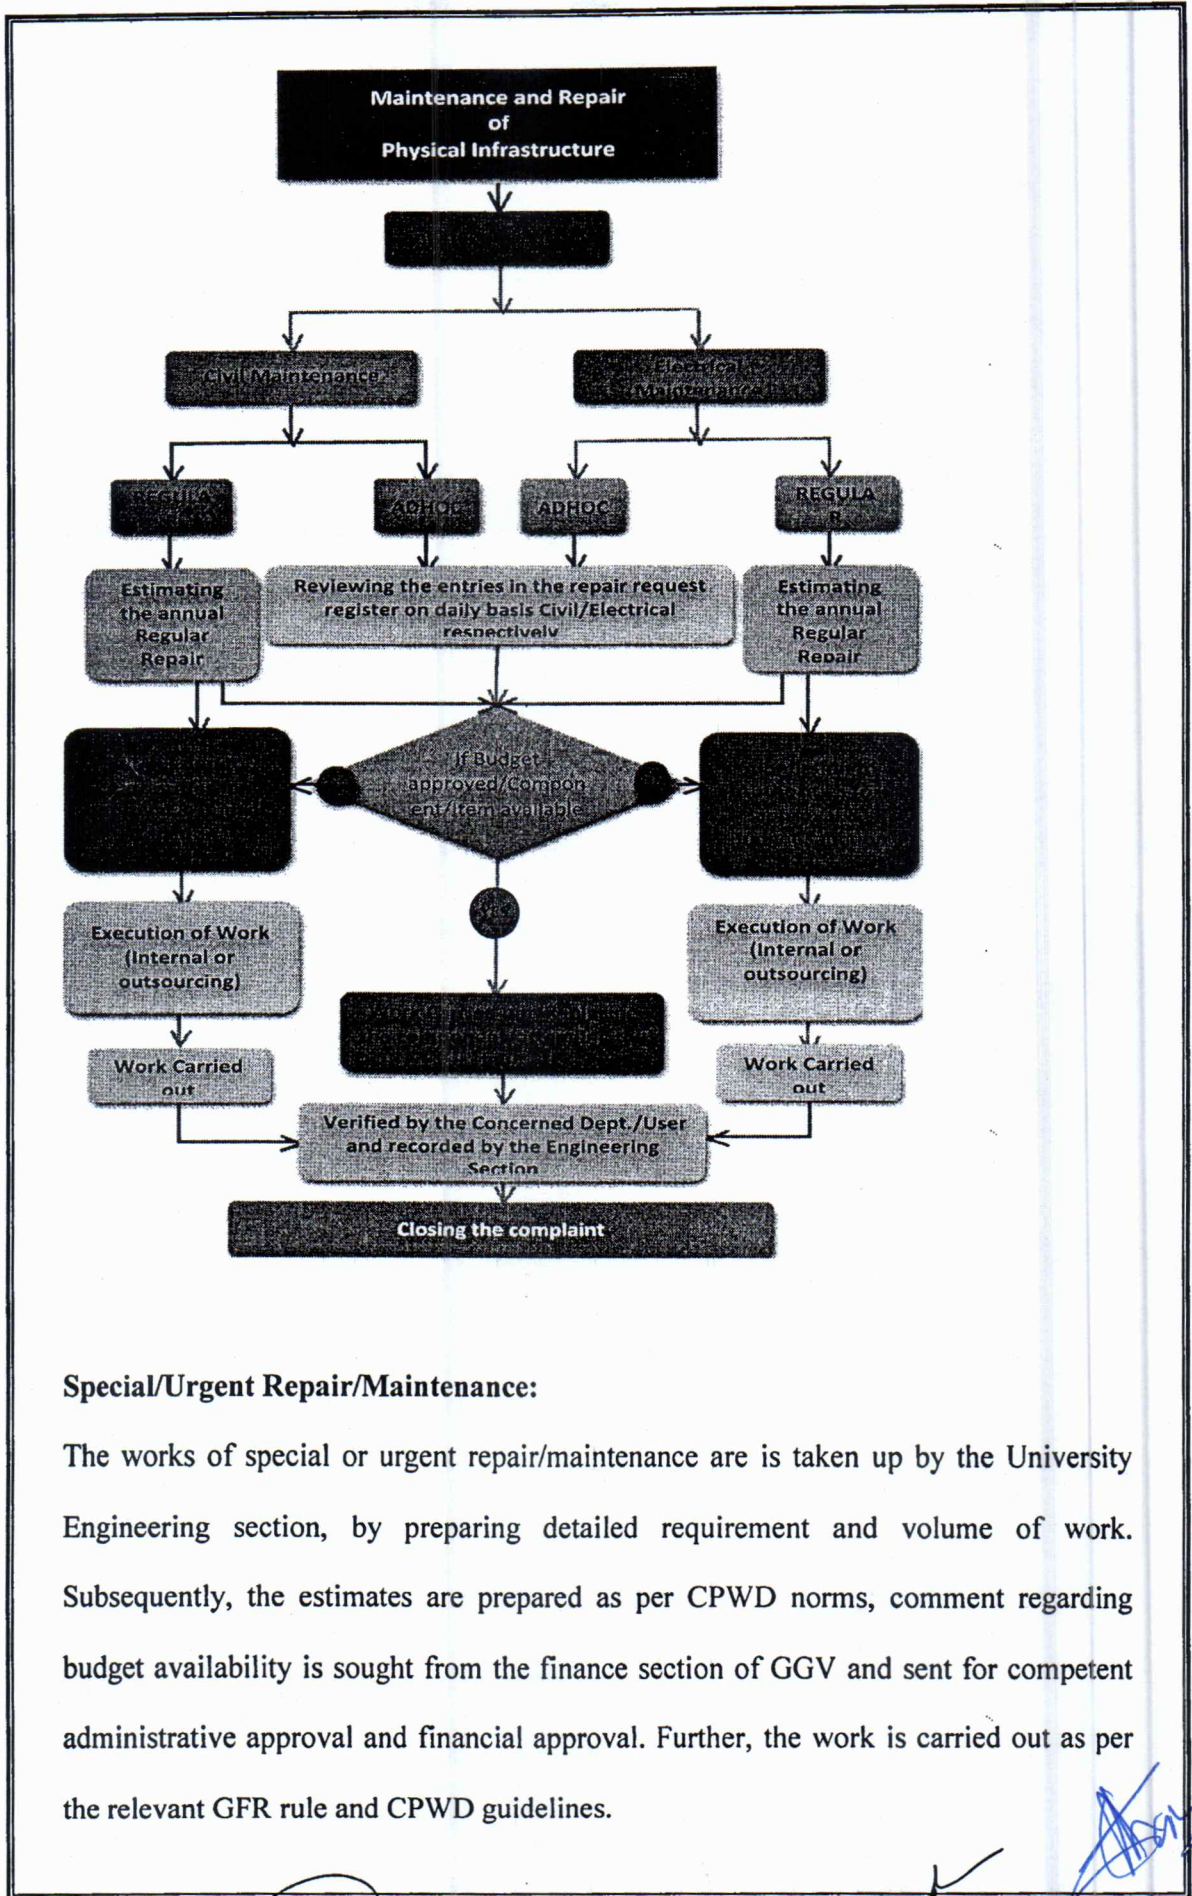 Maintenance and Repair
of
Physical Infrastructure
Civil Maintenance
Electrical
Maintenance
REGULA
ADHOC
ADHOC
REGULA
R
Estimating
the annual
Regular
Repair
Reviewing the entries in the repair request
register on daily basis Civil/Electrical
respectively
Estimating
the annual
Regular
Repair
If Budget
approved/Compon
ent/Item available
Execution of Work
(Internal or
outsourcing)
Execution of Work
(Internal or
outsourcing)
Work Carried
out
Work Carried
out
Verified by the Concerned Dept./User
and recorded by the Engineering
Section
Closing the complaint
Special/Urgent Repair/Maintenance:
The works of special or urgent repair/maintenance are is taken up by the University
Engineering section, by preparing detailed requirement and volume of work.
Subsequently, the estimates are prepared as per CPWD norms, comment regarding
budget availability is sought from the finance section of GGV and sent for competent
administrative approval and financial approval. Further, the work is carried out as per
the relevant GFR rule and CPWD guidelines.